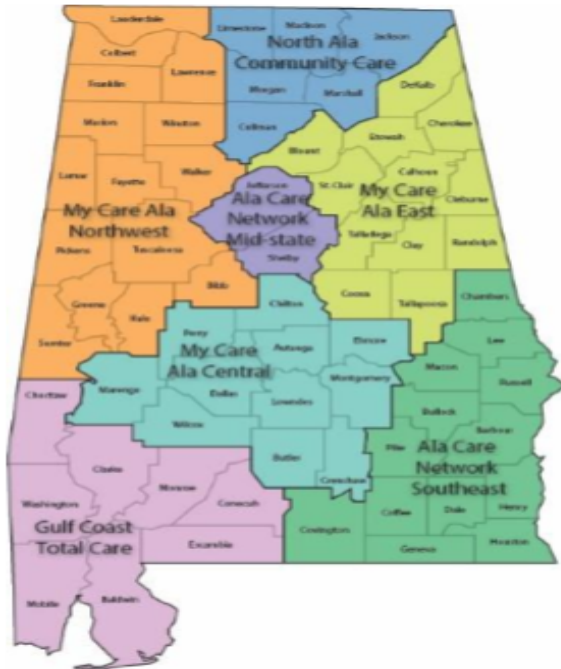 Lauderdale
Limestone
Madison
Jackson
North Ala
Community Care
Colbert
Lawrence
Franklin
Morgan
Marshall
DeKalb
Cherokee
Marion
Winston
Cullman
Blount
Etowah
Calhoun
Walker
Lamar
Fayette
Jefferson
St. Clair
My Care
Ala East
Cleburne
My Care Ala
Northwest
Ala Care
Network
Mid-state
Talladega
Clay
Randolph
Pickens
Tuscaloosa
Shelby
Bibb
Chilton
Coosa
Tallapoosa
Chambers
Greene
Hale
Sumter
Perry
Autauga
Elmore
Lee
My Care
Ala Central
Macon
Russell
Montgomery
Choctaw
Marengo
Dallas
Lowndes
Bullock
Wilcox
Barbour
Pike
Ala Care
Network
Southeast
Butler
Crenshaw
Clarke
Monroe
Conecuh
Washington
Gulf Coast
Total Care
Escambia
Covington
Coffee
Dale
Henry
Geneva
Houston
Mobile
Baldwin